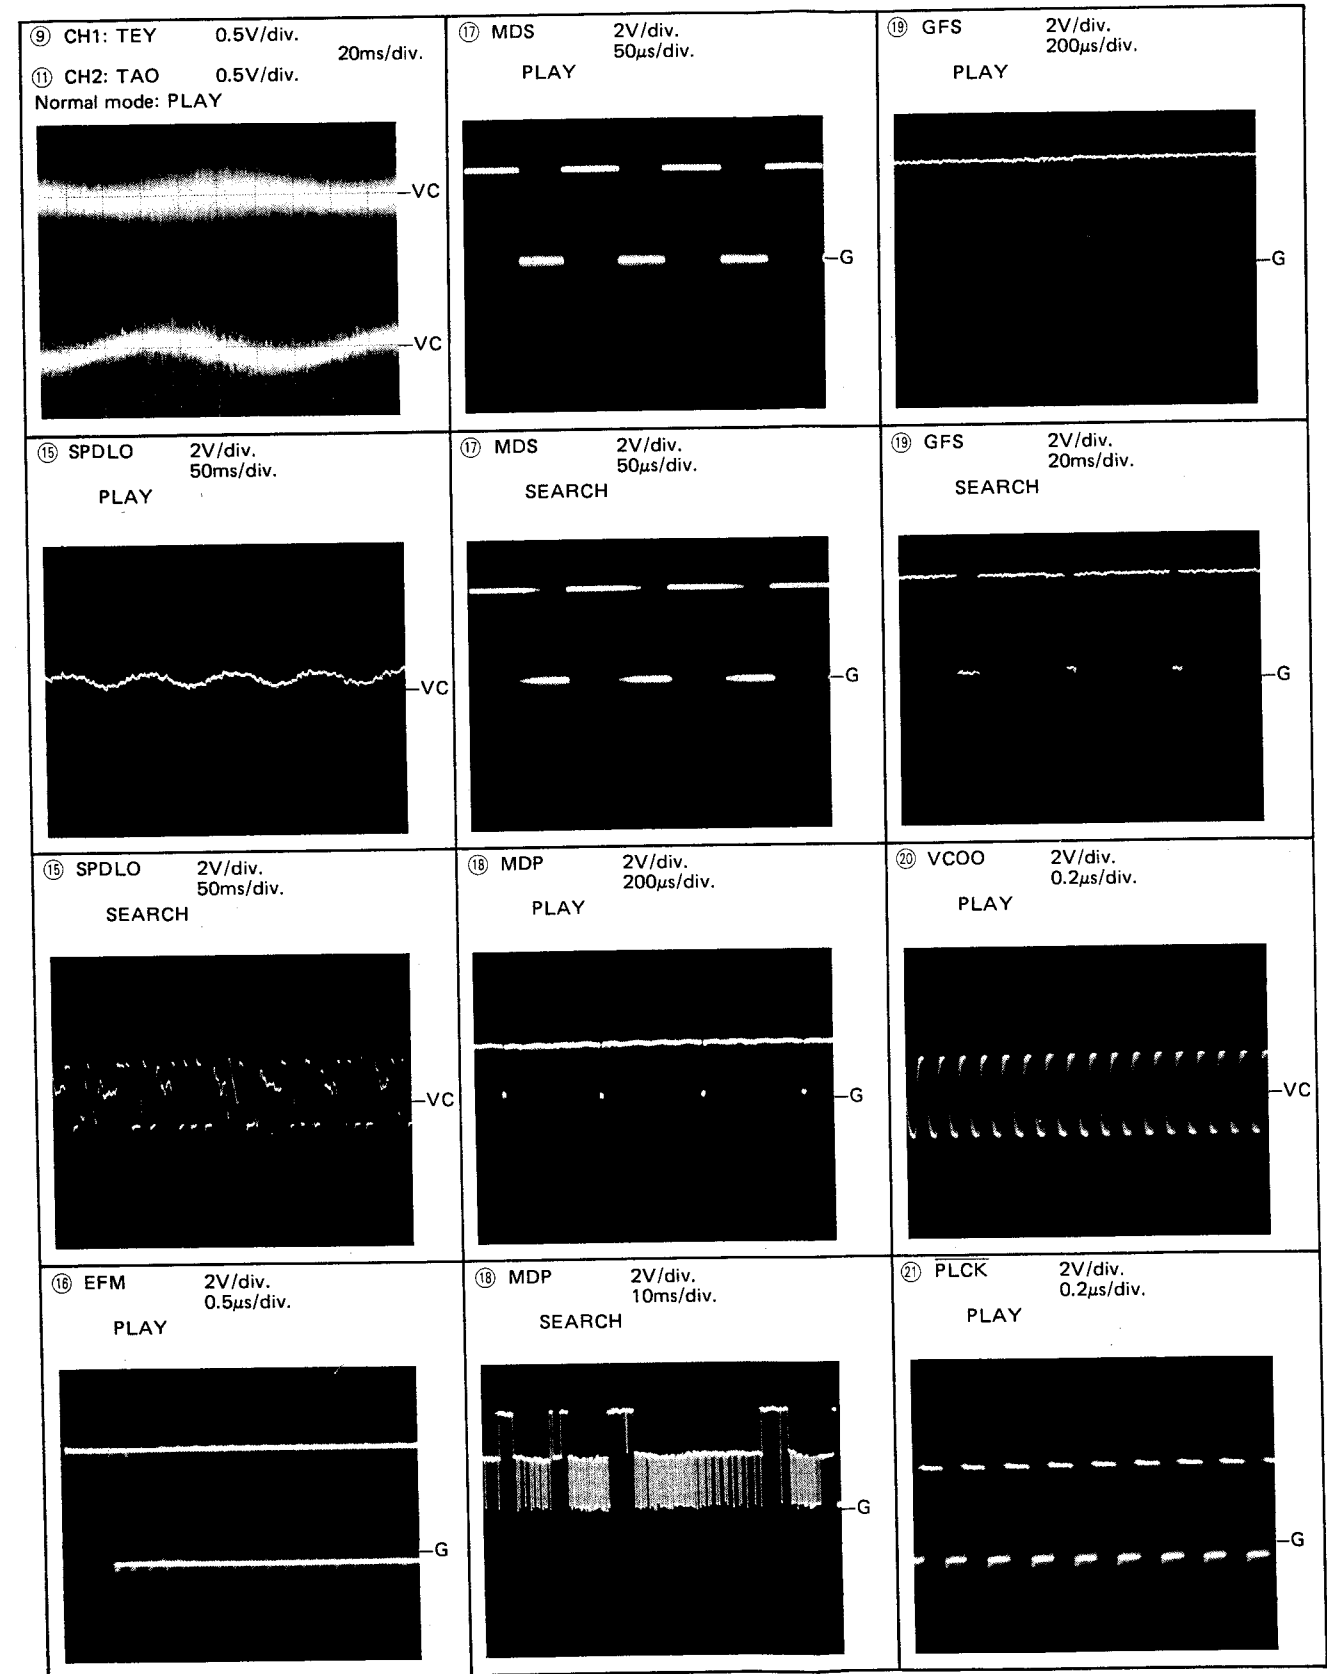 ⑨ CH1: TEY 0.5V/div.
20ms/div.
⑪ CH2: TAO 0.5V/div.
Normal mode: PLAY
VC
VC
⑰ MDS 2V/div.
50μs/div.
PLAY
G
⑲ GFS 2V/div.
200μs/div.
PLAY
G
⑮ SPDLO 2V/div.
50ms/div.
PLAY
VC
⑰ MDS 2V/div.
50μs/div.
SEARCH
G
⑲ GFS 2V/div.
20ms/div.
SEARCH
G
⑮ SPDLO 2V/div.
50ms/div.
SEARCH
VC
⑱ MDP 2V/div.
200μs/div.
PLAY
G
⑳ VCOO 2V/div.
0.2μs/div.
PLAY
VC
⑯ EFM 2V/div.
0.5μs/div.
PLAY
G
⑱ MDP 2V/div.
10ms/div.
SEARCH
G
㉑ P̅L̅C̅K̅ 2V/div.
0.2μs/div.
PLAY
G